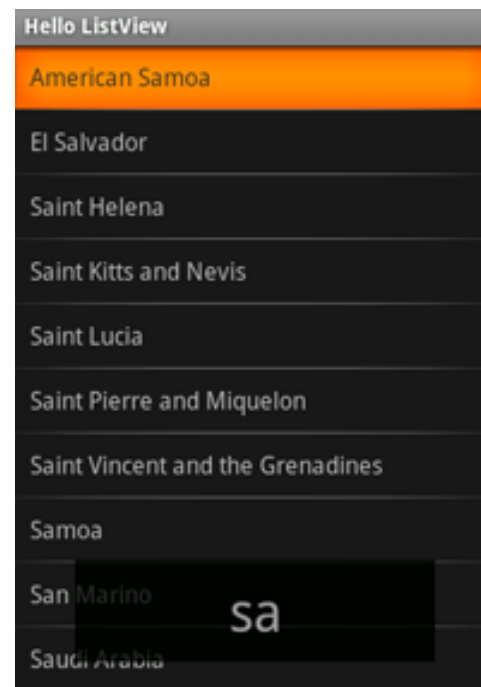 Hello ListView
American Samoa
El Salvador
Saint Helena
Saint Kitts and Nevis
Saint Lucia
Saint Pierre and Miquelon
Saint Vincent and the Grenadines
Samoa
San Marino
sa
Saudi Arabia